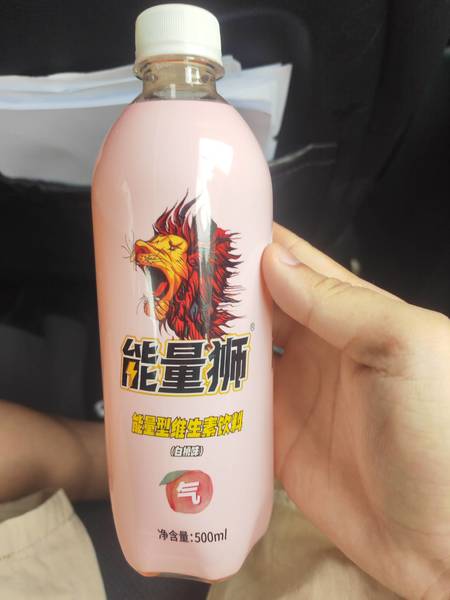 能量狮®
能量型维生素饮料
(白桃味)
气
净含量:500ml